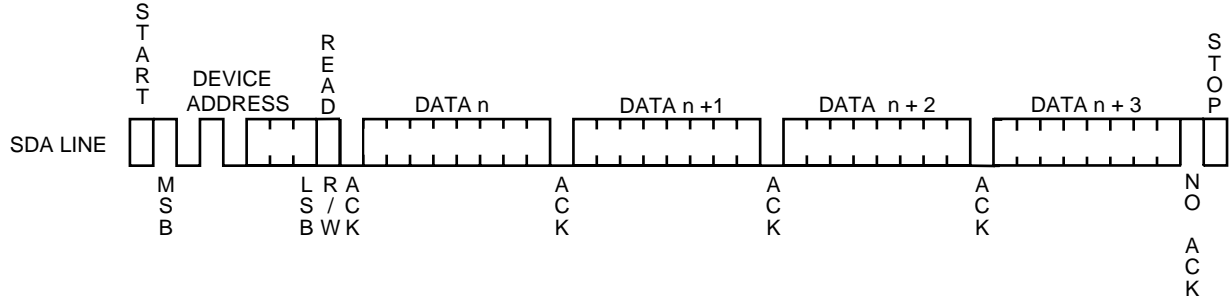 START
READ
STOP
DEVICE
ADDRESS
DATA n
DATA n +1
DATA n + 2
DATA n + 3
SDA LINE
MSB
LSB
R/W
ACK
ACK
ACK
ACK
NO ACK